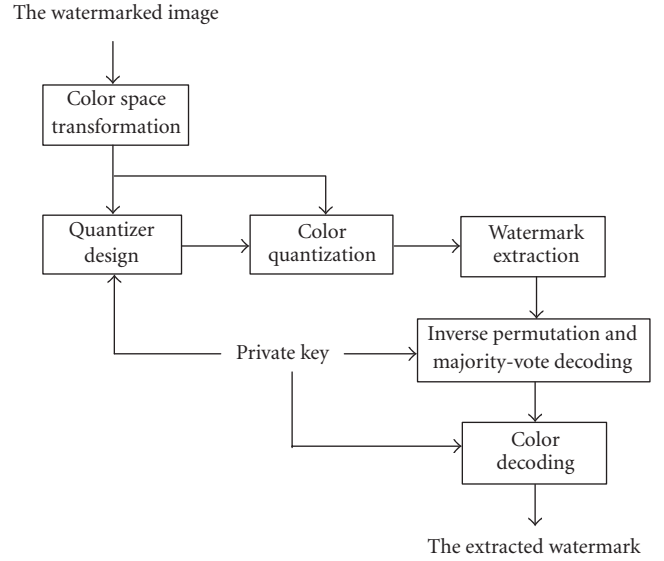 The watermarked image
Color space
transformation
Quantizer
design
Color
quantization
Watermark
extraction
Private key
Inverse permutation and
majority-vote decoding
Color
decoding
The extracted watermark